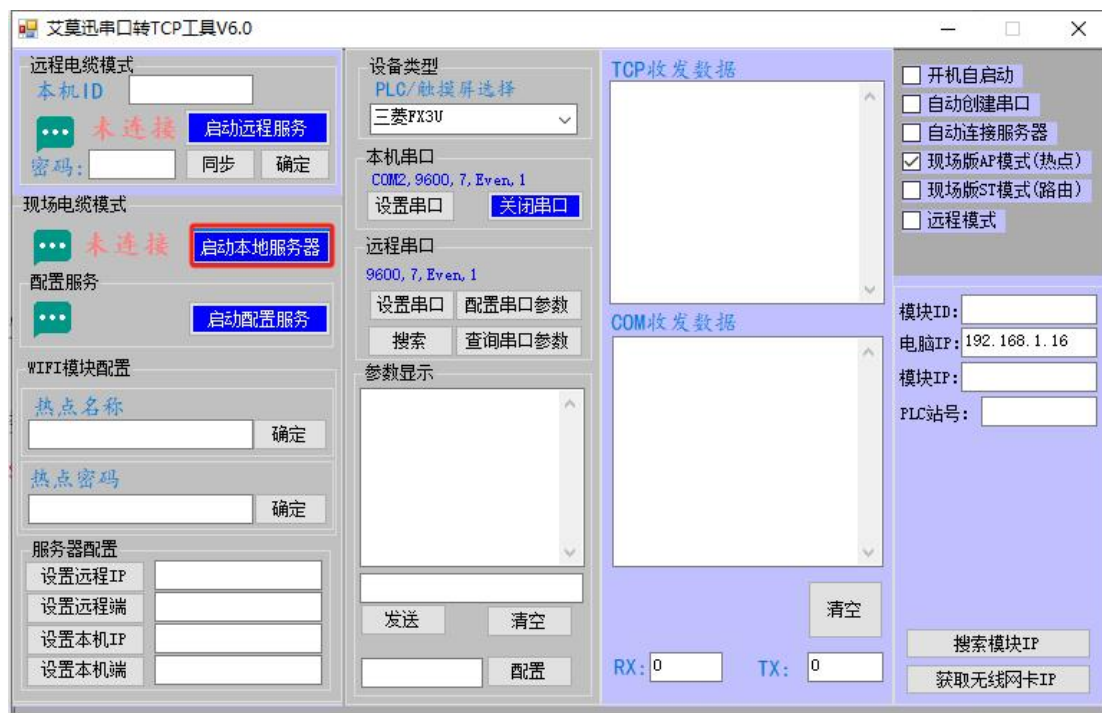 艾莫迅串口转TCP工具V6.0
远程电缆模式
本机ID
未连接
启动远程服务
密码:
同步
确定
现场电缆模式
未连接
启动本地服务器
配置服务
启动配置服务
WIFI模块配置
热点名称
确定
热点密码
确定
服务器配置
设置远程IP
设置远程端
设置本机IP
设置本机端
设备类型
PLC/触摸屏选择
三菱FX3U
本机串口
COM2,9600,7,Even,1
设置串口
关闭串口
远程串口
9600,7,Even,1
设置串口
配置串口参数
搜索
查询串口参数
参数显示
发送
清空
配置
TCP收发数据
COM收发数据
清空
RX:
0
TX:
0
开机自启动
自动创建串口
自动连接服务器
现场版AP模式(热点)
现场版ST模式(路由)
远程模式
模块ID:
电脑IP:
192.168.1.16
模块IP:
PLC站号:
搜索模块IP
获取无线网卡IP